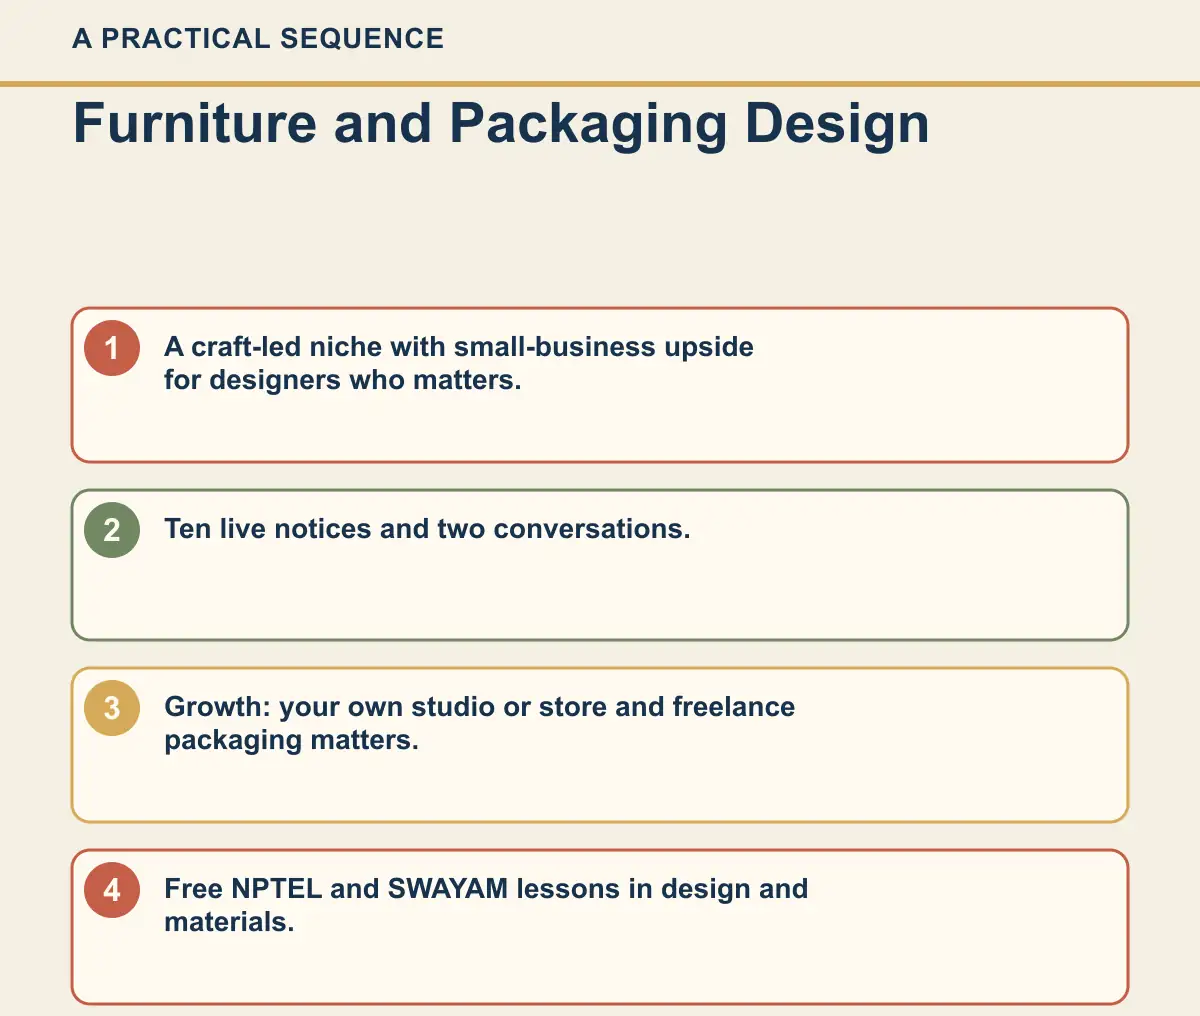 A PRACTICAL SEQUENCE
Furniture and Packaging Design
1
A craft-led niche with small-business upside
for designers who matters.
2
Ten live notices and two conversations.
3
Growth: your own studio or store and freelance
packaging matters.
4
Free NPTEL and SWAYAM lessons in design and
materials.